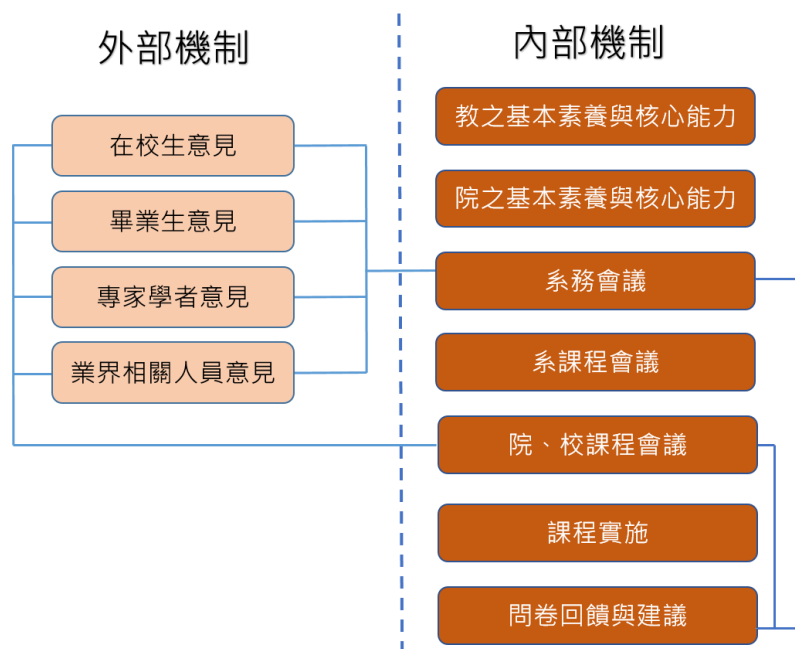 外部機制
在校生意見
畢業生意見
專家學者意見
業界相關人員意見
內部機制
教之基本素養與核心能力
院之基本素養與核心能力
系務會議
系課程會議
院、校課程會議
課程實施
問卷回饋與建議